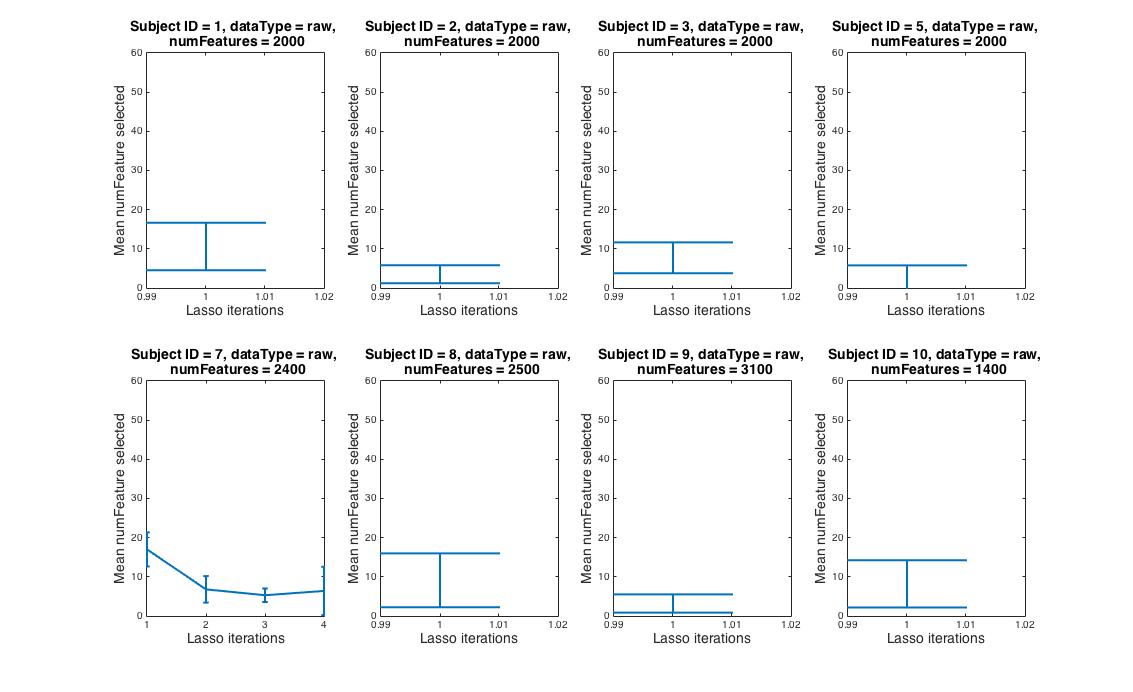 Subject ID = 1, dataType = raw,
numFeatures = 2000
Subject ID = 2, dataType = raw,
numFeatures = 2000
Subject ID = 3, dataType = raw,
numFeatures = 2000
Subject ID = 5, dataType = raw,
numFeatures = 2000
Mean numFeature selected
60
50
40
30
20
10
0
0.99
1
1.01
1.02
Lasso iterations
Mean numFeature selected
60
50
40
30
20
10
0
0.99
1
1.01
1.02
Lasso iterations
Mean numFeature selected
60
50
40
30
20
10
0
0.99
1
1.01
1.02
Lasso iterations
Mean numFeature selected
60
50
40
30
20
10
0
0.99
1
1.01
1.02
Lasso iterations
Subject ID = 7, dataType = raw,
numFeatures = 2400
Subject ID = 8, dataType = raw,
numFeatures = 2500
Subject ID = 9, dataType = raw,
numFeatures = 3100
Subject ID = 10, dataType = raw,
numFeatures = 1400
Mean numFeature selected
60
50
40
30
20
10
0
1
2
3
4
Lasso iterations
Mean numFeature selected
60
50
40
30
20
10
0
0.99
1
1.01
1.02
Lasso iterations
Mean numFeature selected
60
50
40
30
20
10
0
0.99
1
1.01
1.02
Lasso iterations
Mean numFeature selected
60
50
40
30
20
10
0
0.99
1
1.01
1.02
Lasso iterations